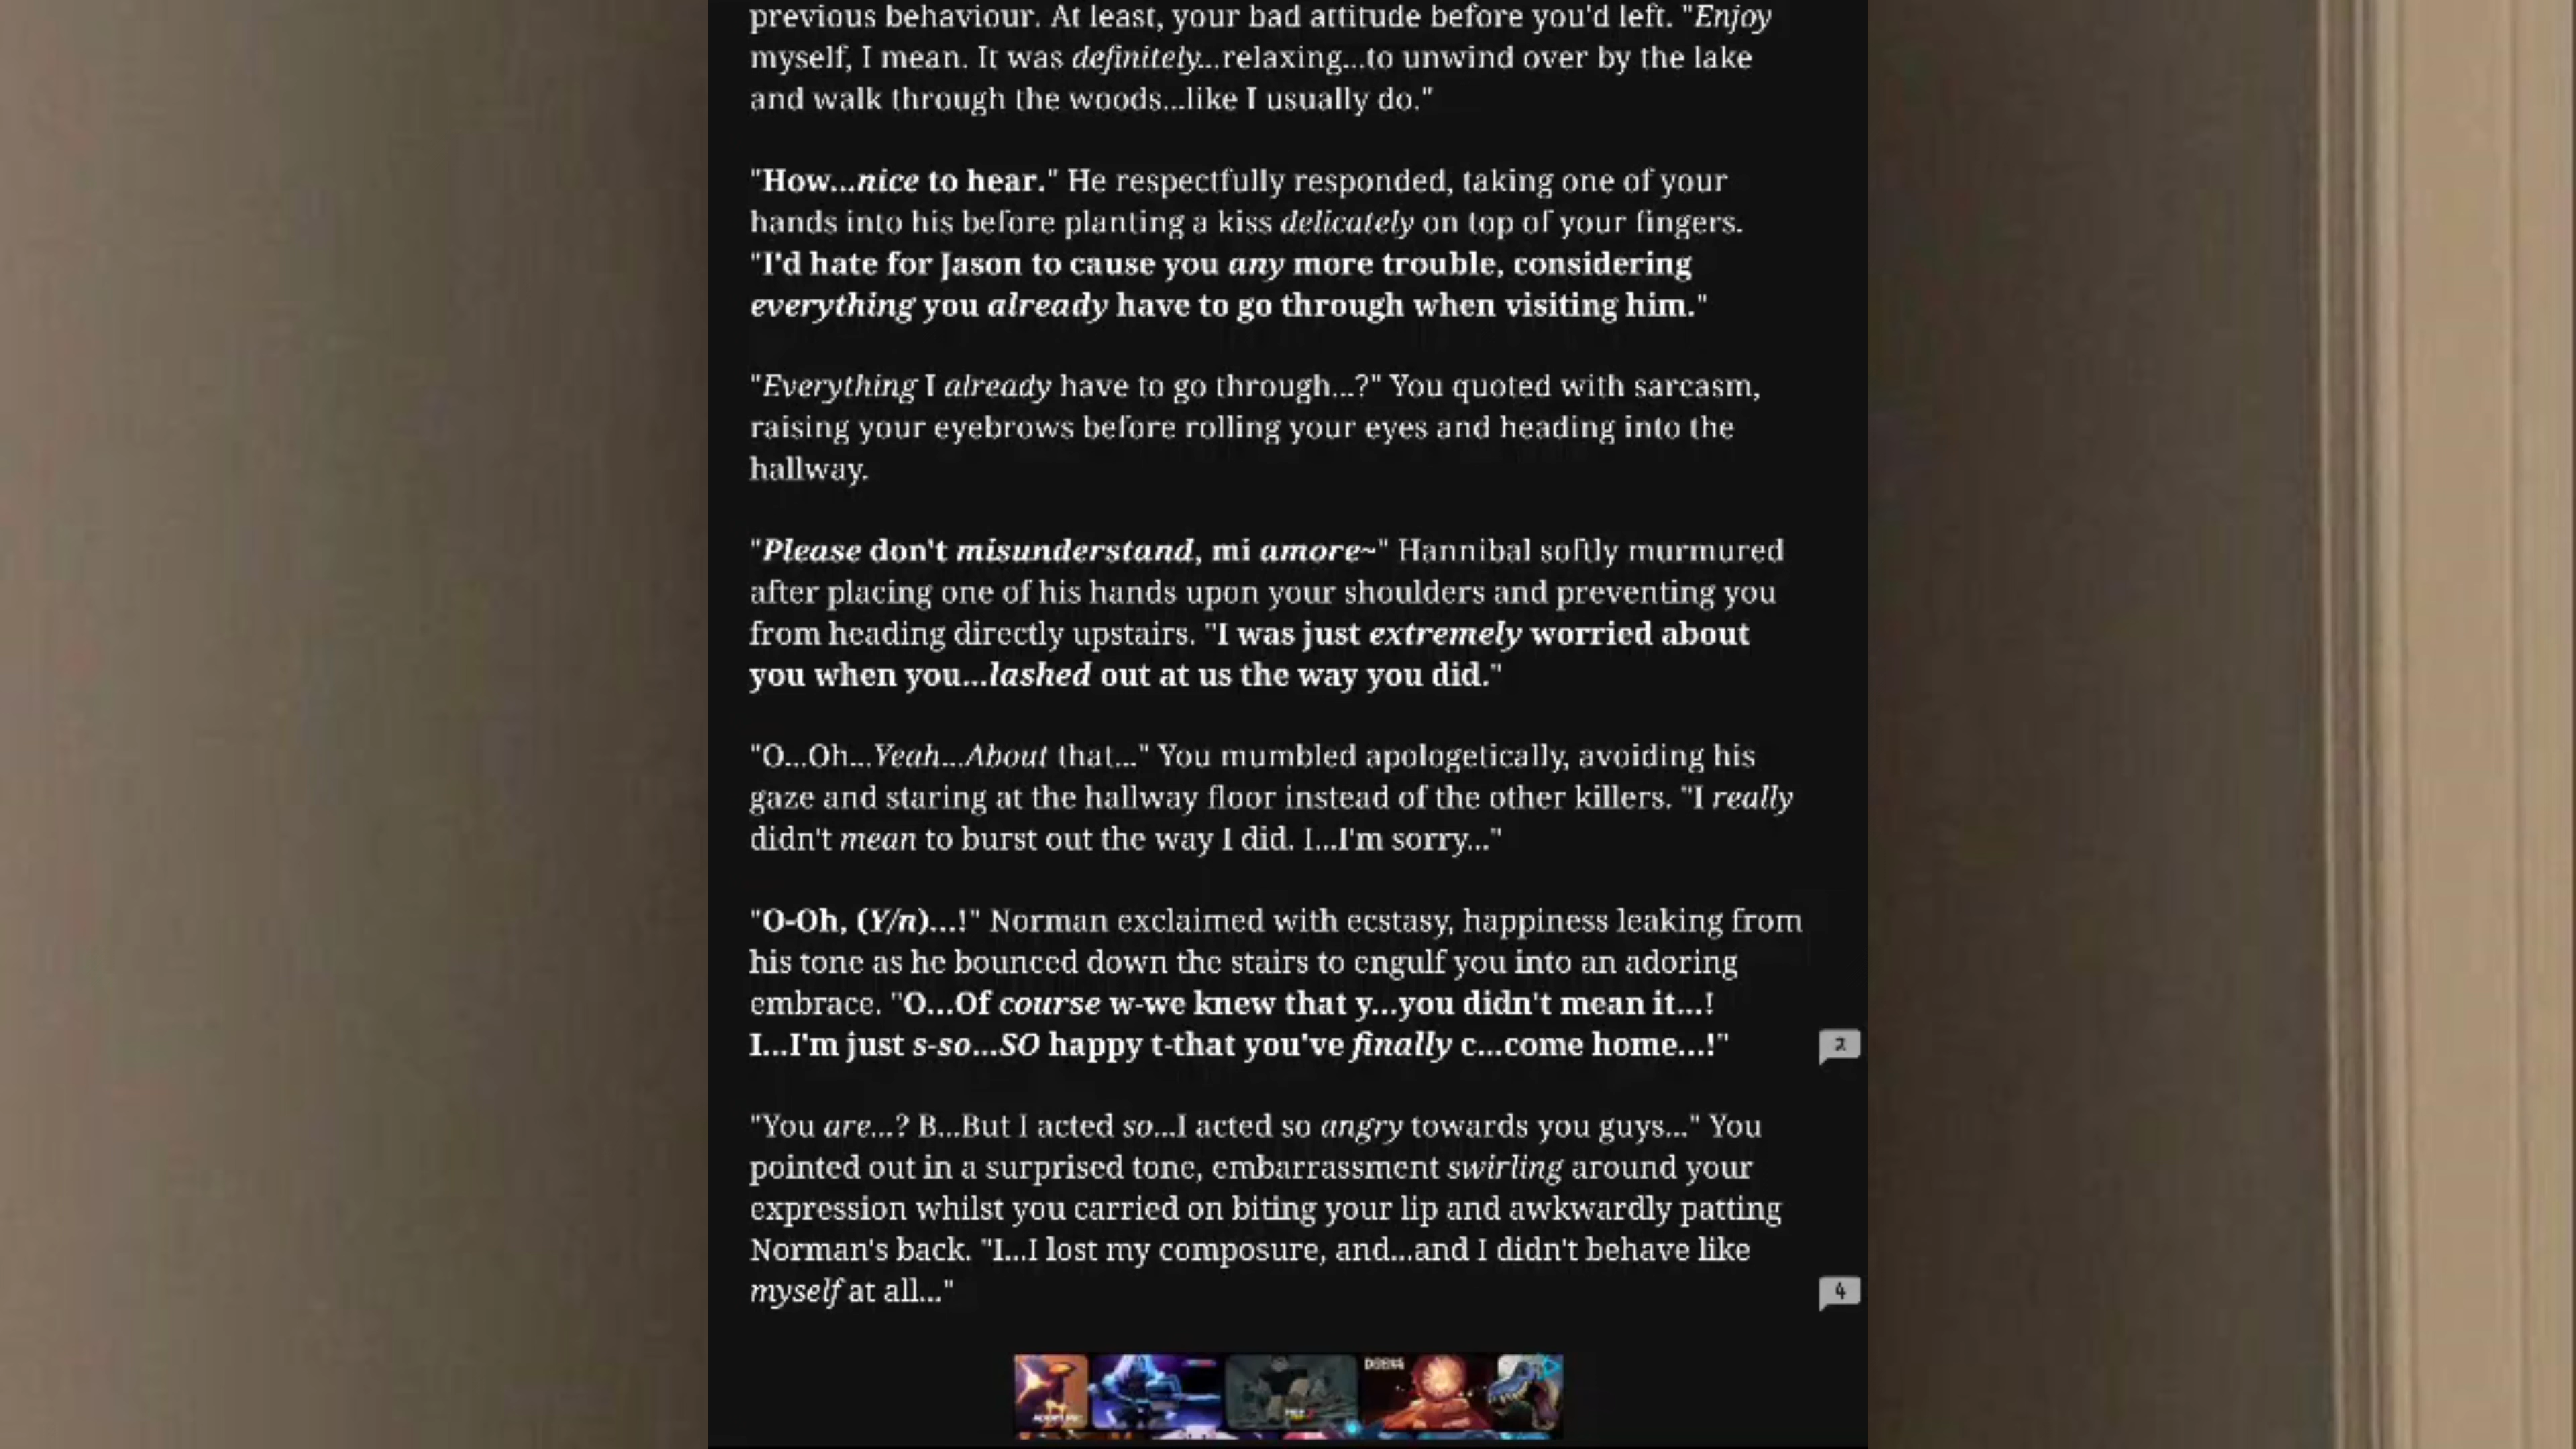 previous behaviour. At least, your bad attitude before you'd left. "Enjoy
myself, I mean. It was definitely...relaxing...to unwind over by the lake
and walk through the woods...like I usually do."
"How...nice to hear." He respectfully responded, taking one of your
hands into his before planting a kiss delicately on top of your fingers.
"I'd hate for Jason to cause you any more trouble, considering
everything you already have to go through when visiting him."
"Everything I already have to go through...?" You quoted with sarcasm,
raising your eyebrows before rolling your eyes and heading into the
hallway.
"Please don't misunderstand, mi amore~" Hannibal softly murmured
after placing one of his hands upon your shoulders and preventing you
from heading directly upstairs. "I was just extremely worried about
you when you...lashed out at us the way you did."
"O...Oh...Yeah...About that..." You mumbled apologetically, avoiding his
gaze and staring at the hallway floor instead of the other killers. "I really
didn't mean to burst out the way I did. I...I'm sorry..."
"O-Oh, (Y/n)...!" Norman exclaimed with ecstasy, happiness leaking from
his tone as he bounced down the stairs to engulf you into an adoring
embrace. "O...Of course w-we knew that y...you didn't mean it...!
I...I'm just s-so...SO happy t-that you've finally c...come home...!"
2
"You are...? B...But I acted so...I acted so angry towards you guys..." You
pointed out in a surprised tone, embarrassment swirling around your
expression whilst you carried on biting your lip and awkwardly patting
Norman's back. "I...I lost my composure, and...and I didn't behave like
myself at all..."
4